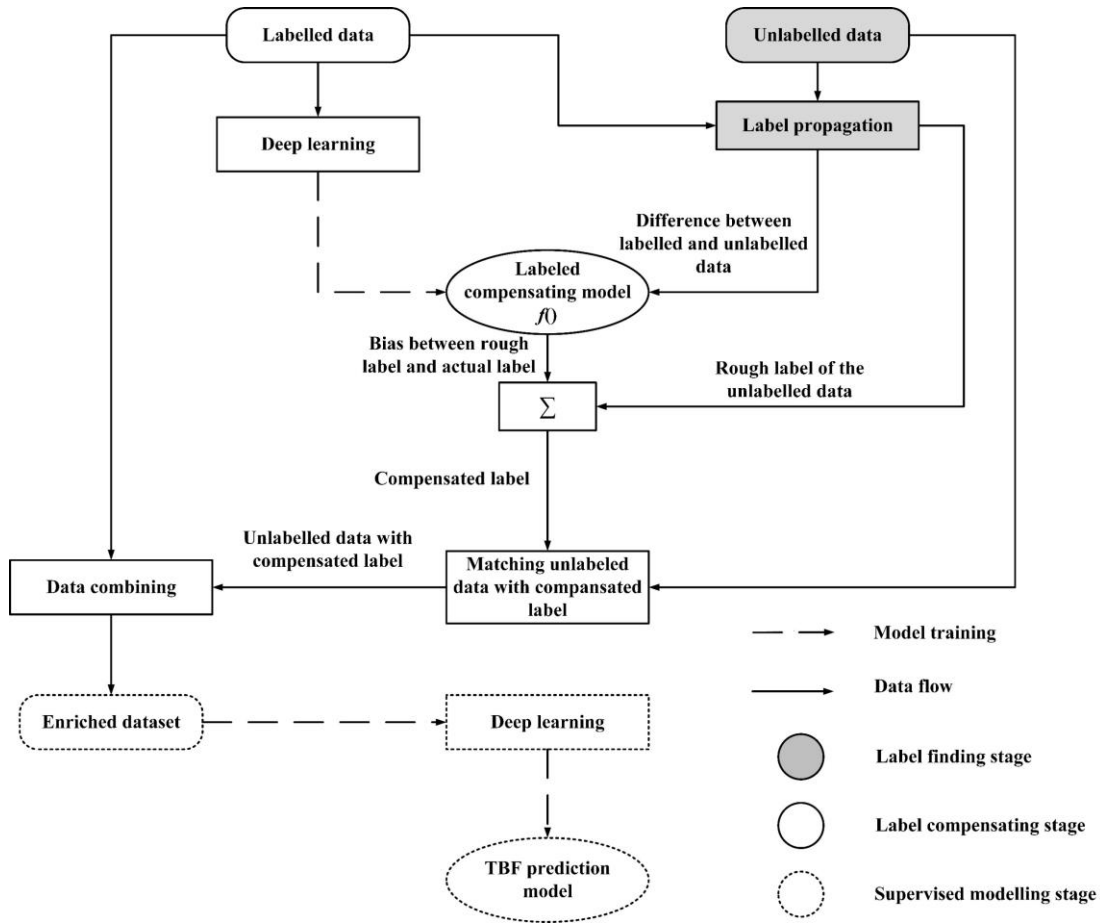 Labelled data
Unlabelled data
Deep learning
Label propagation
Difference between
labelled and unlabelled
data
Labeled
compensating model
f()
Bias between rough
label and actual label
Rough label of the
unlabelled data
∑
Compensated label
Unlabelled data with
compensated label
Matching unlabeled
data with compansated
label
Data combining
Model training
Enriched dataset
Deep learning
Data flow
Label finding stage
Label compensating stage
TBF prediction
model
Supervised modelling stage